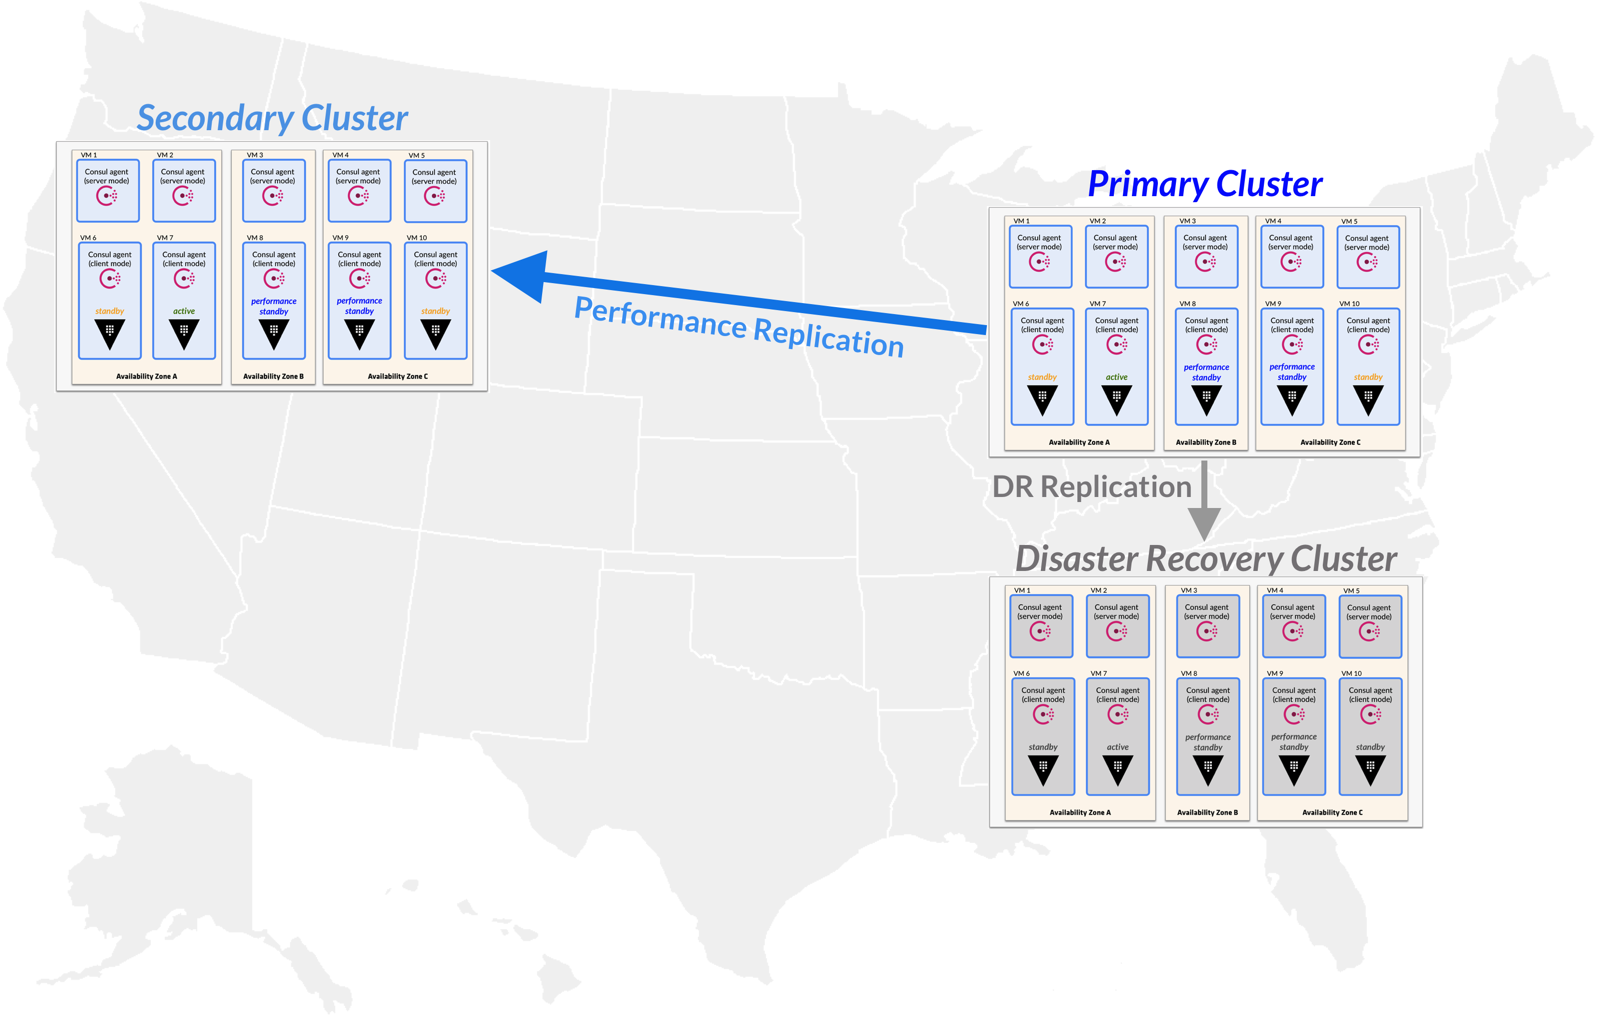 Secondary Cluster
VM 1
VM 2
VM 3
VM 4
VM 5
Consul agent
(server mode)
Consul agent
(server mode)
Consul agent
(server mode)
Consul agent
(server mode)
Consul agent
(server mode)
VM 6
VM 7
VM 8
VM 9
VM 10
Consul agent
(client mode)
standby
Consul agent
(client mode)
active
Consul agent
(client mode)
performance
standby
Consul agent
(client mode)
performance
standby
Consul agent
(client mode)
standby
Availability Zone A
Availability Zone B
Availability Zone C
Performance Replication
Primary Cluster
VM 1
VM 2
VM 3
VM 4
VM 5
Consul agent
(server mode)
Consul agent
(server mode)
Consul agent
(server mode)
Consul agent
(server mode)
Consul agent
(server mode)
VM 6
VM 7
VM 8
VM 9
VM 10
Consul agent
(client mode)
standby
Consul agent
(client mode)
active
Consul agent
(client mode)
performance
standby
Consul agent
(client mode)
performance
standby
Consul agent
(client mode)
standby
Availability Zone A
Availability Zone B
Availability Zone C
DR Replication
Disaster Recovery Cluster
VM 1
VM 2
VM 3
VM 4
VM 5
Consul agent
(server mode)
Consul agent
(server mode)
Consul agent
(server mode)
Consul agent
(server mode)
Consul agent
(server mode)
VM 6
VM 7
VM 8
VM 9
VM 10
Consul agent
(client mode)
standby
Consul agent
(client mode)
active
Consul agent
(client mode)
performance
standby
Consul agent
(client mode)
performance
standby
Consul agent
(client mode)
standby
Availability Zone A
Availability Zone B
Availability Zone C